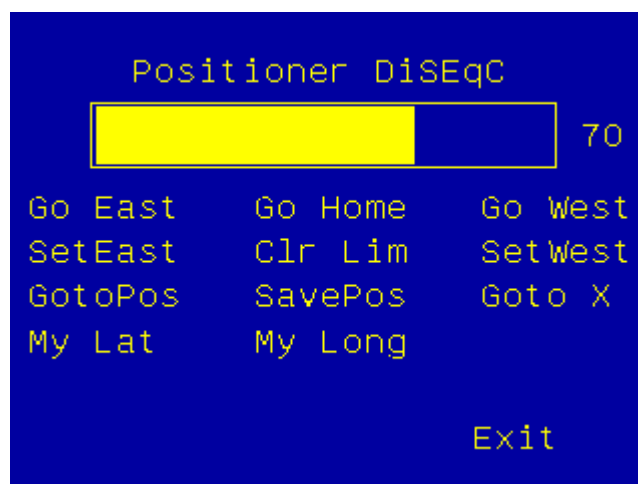 Positioner DiSEqC
70
Go East Go Home Go West
SetEast Clr Lim SetWest
GotoPos SavePos Goto X
My Lat My Long
Exit